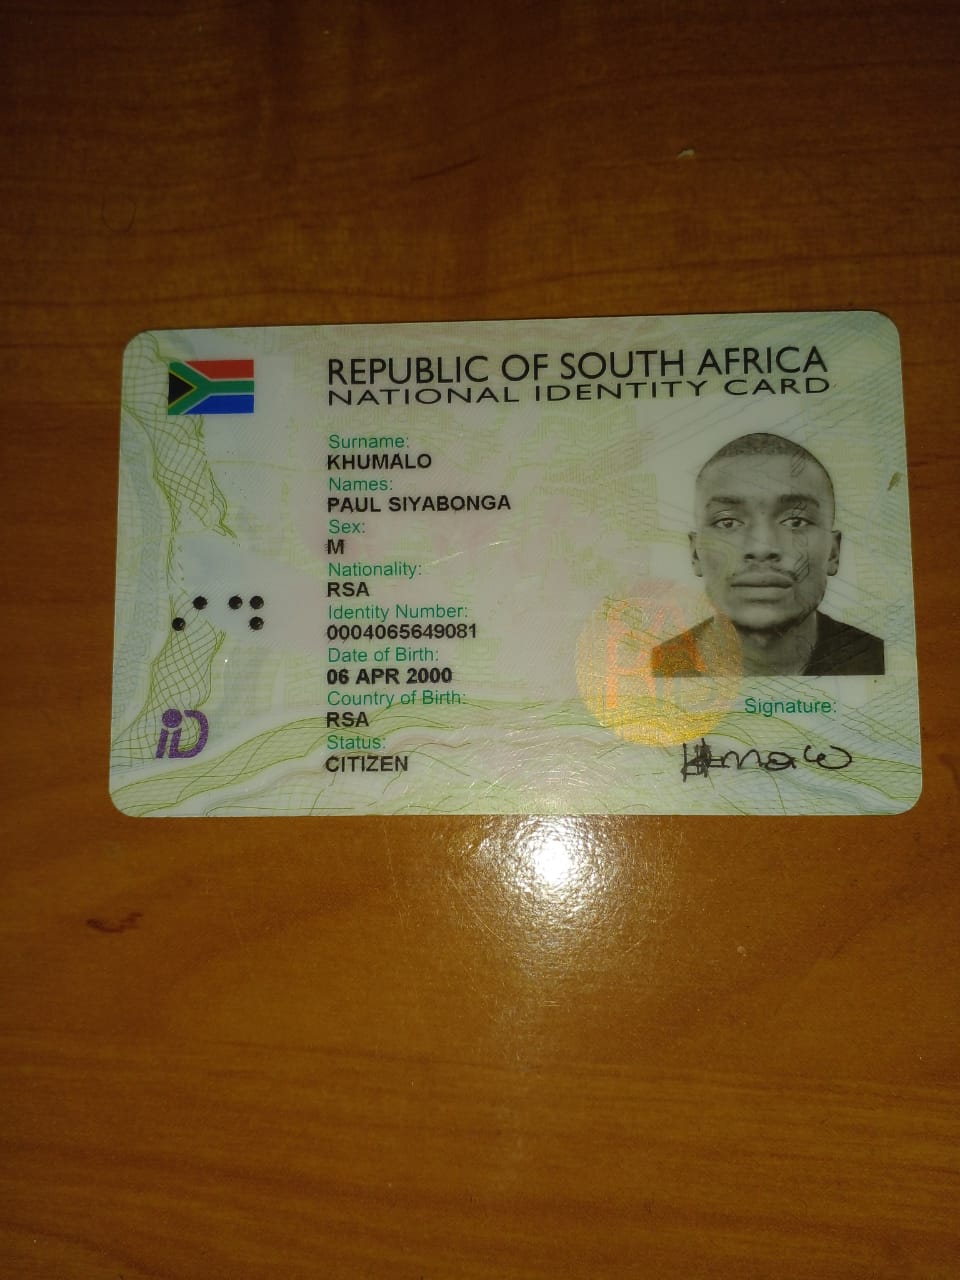 REPUBLIC OF SOUTH AFRICA
NATIONAL IDENTITY CARD
Surname:
KHUMALO
Names:
PAUL SIYABONGA
Sex:
M
Nationality:
RSA
Identity Number:
0004065649081
Date of Birth:
06 APR 2000
Country of Birth:
RSA
Status:
CITIZEN
Signature:
iD